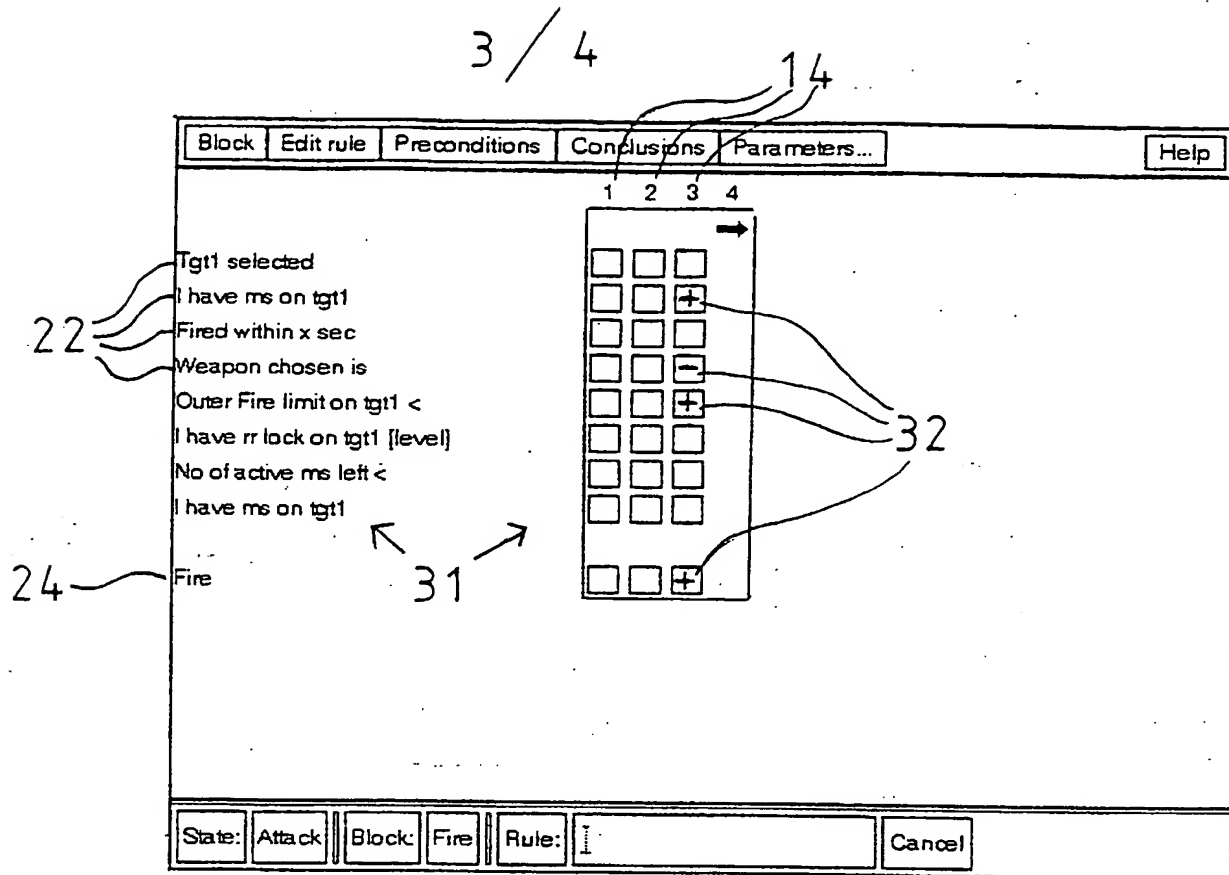 3 / 4
14
Block Edit rule Preconditions Conclusions Parameters... Help
1 2 3 4
Tgt1 selected
I have ms on tgt1 +
22 Fired within x sec
Weapon chosen is −
Outer Fire limit on tgt1 < +
32
I have rr lock on tgt1 [level]
No of active ms left <
I have ms on tgt1
24 Fire 31 +
State: Attack Block: Fire Rule: Cancel